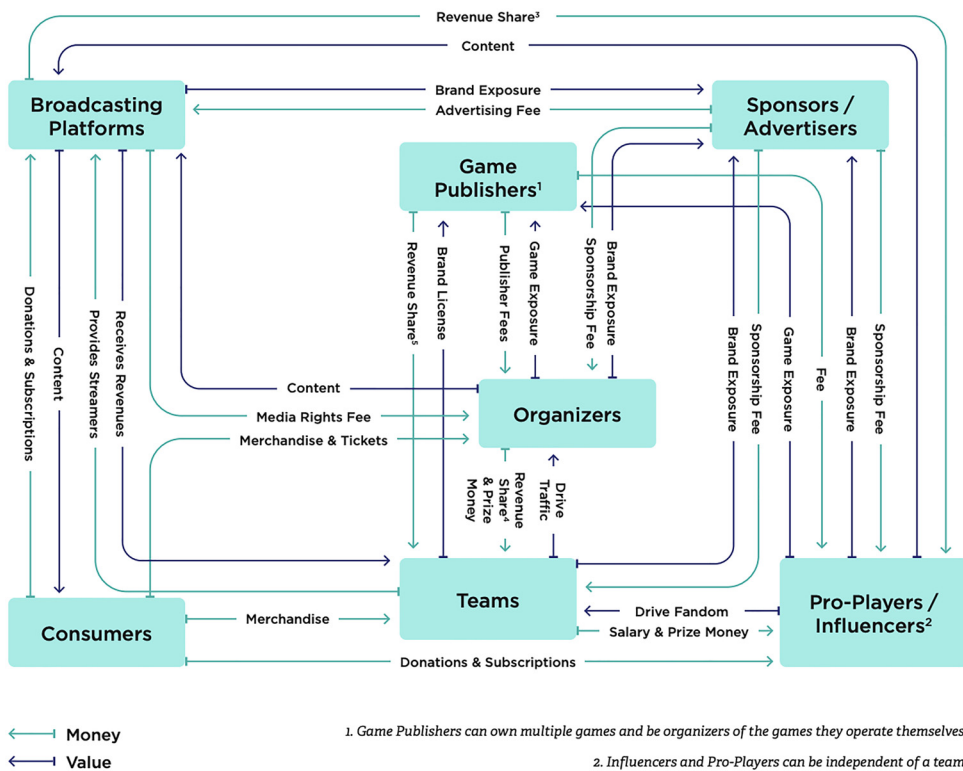 Revenue Share³
Content
Broadcasting
Platforms
Brand Exposure
Advertising Fee
Sponsors /
Advertisers
Game
Publishers¹
Donations & Subscriptions
Content
Provides Streamers
Receives Revenues
Revenue Share⁵
Brand License
Publisher Fees
Game Exposure
Sponsorship Fee
Brand Exposure
Brand Exposure
Sponsorship Fee
Game Exposure
Fee
Brand Exposure
Sponsorship Fee
Content
Media Rights Fee
Merchandise & Tickets
Organizers
Revenue
Share⁴
& Prize
Money
Drive
Traffic
Consumers
Merchandise
Teams
Drive Fandom
Salary & Prize Money
Pro-Players /
Influencers²
Donations & Subscriptions
Money
Value
1. Game Publishers can own multiple games and be organizers of the games they operate themselves
2. Influencers and Pro-Players can be independent of a team